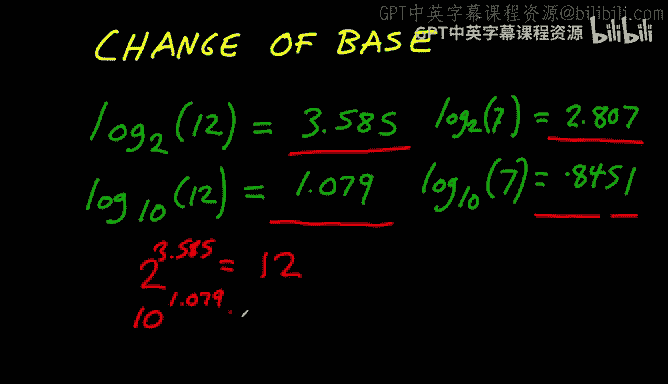 GPT中英字幕课程资源@bilibili.com
GPT中英字幕课程资源 bilibili
CHANGE OF BASE
log₂(12) = 3.585 log₂(7) = 2.807
log₁₀(12) = 1.079 log₁₀(7) = .8451
2^3.585 = 12
10^1.079